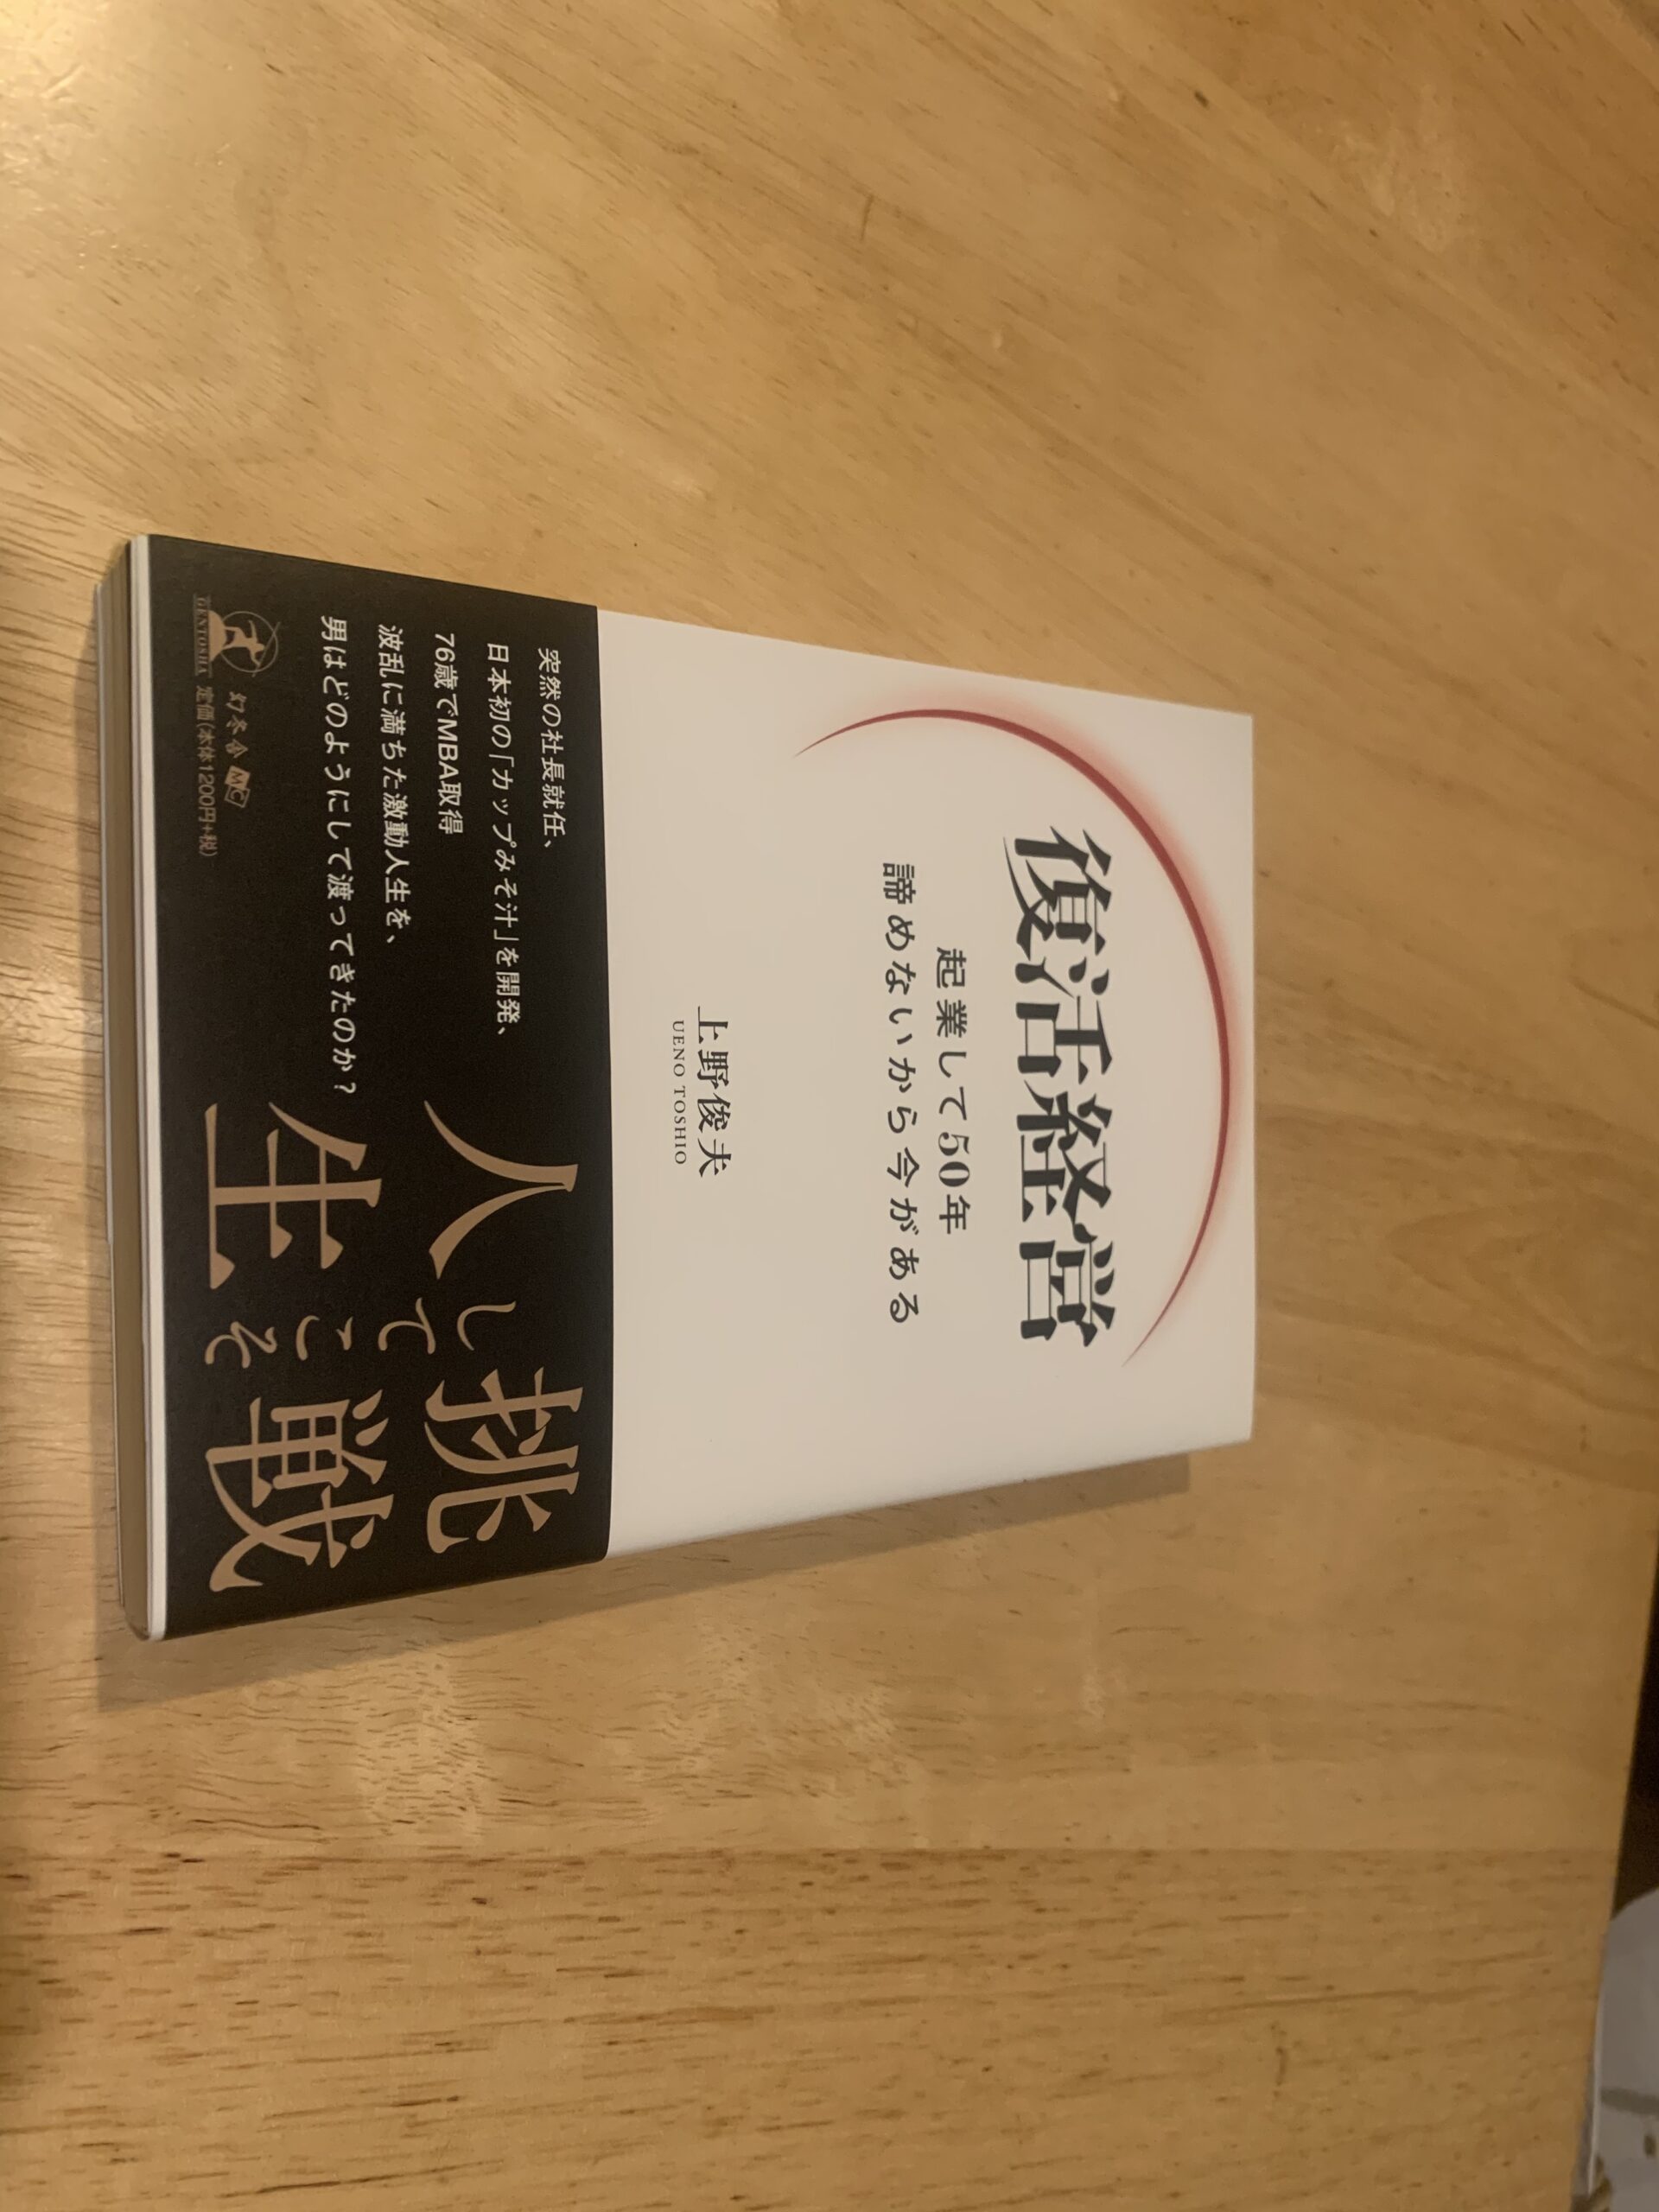 復活経営
起業して50年
諦めないから今がある
上野俊夫
UENO TOSHIO
突然の社長就任、
日本初の「カップみそ汁」を開発、
76歳でMBA取得
波乱に満ちた激動人生を、
男はどのようにして渡ってきたのか?
挑戦
してこそ
人生
GENTOSHA
幻冬舎 MC
定価(本体1200円+税)